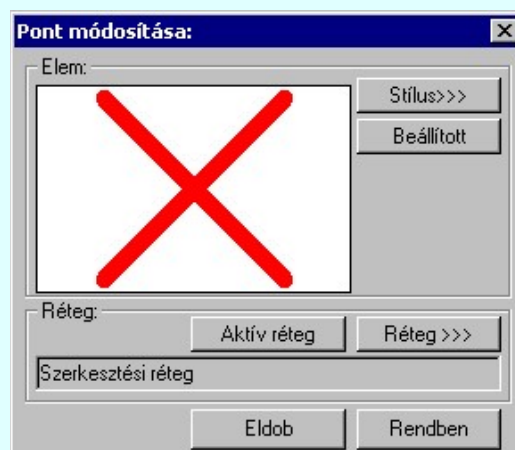 Pont módosítása:
Elem:
Stílus>>>
Beállított
Réteg:
Aktív réteg
Réteg >>>
Szerkesztési réteg
Eldob
Rendben